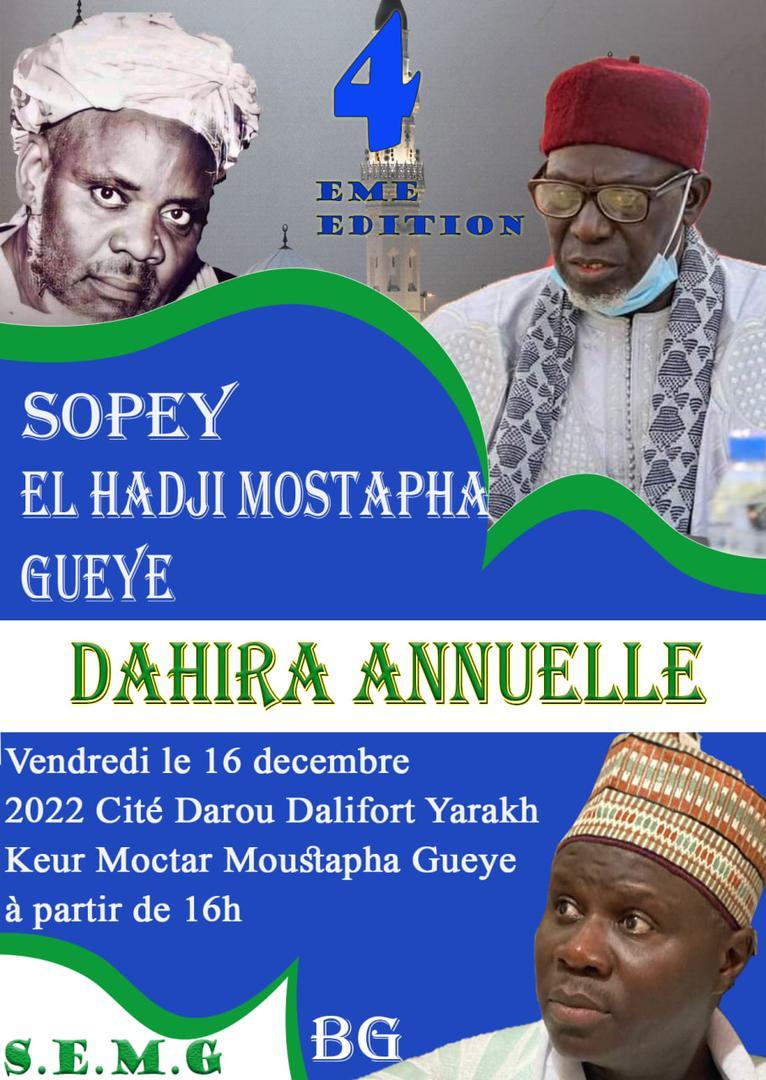 4
EME
EDITION
SOPEY
EL HADJI MOSTAPHA
GUEYE
DAHIRA ANNUELLE
Vendredi le 16 decembre
2022 Cité Darou Dalifort Yarakh
Keur Moctar Moustapha Gueye
à partir de 16h
S.E.M.G
BG